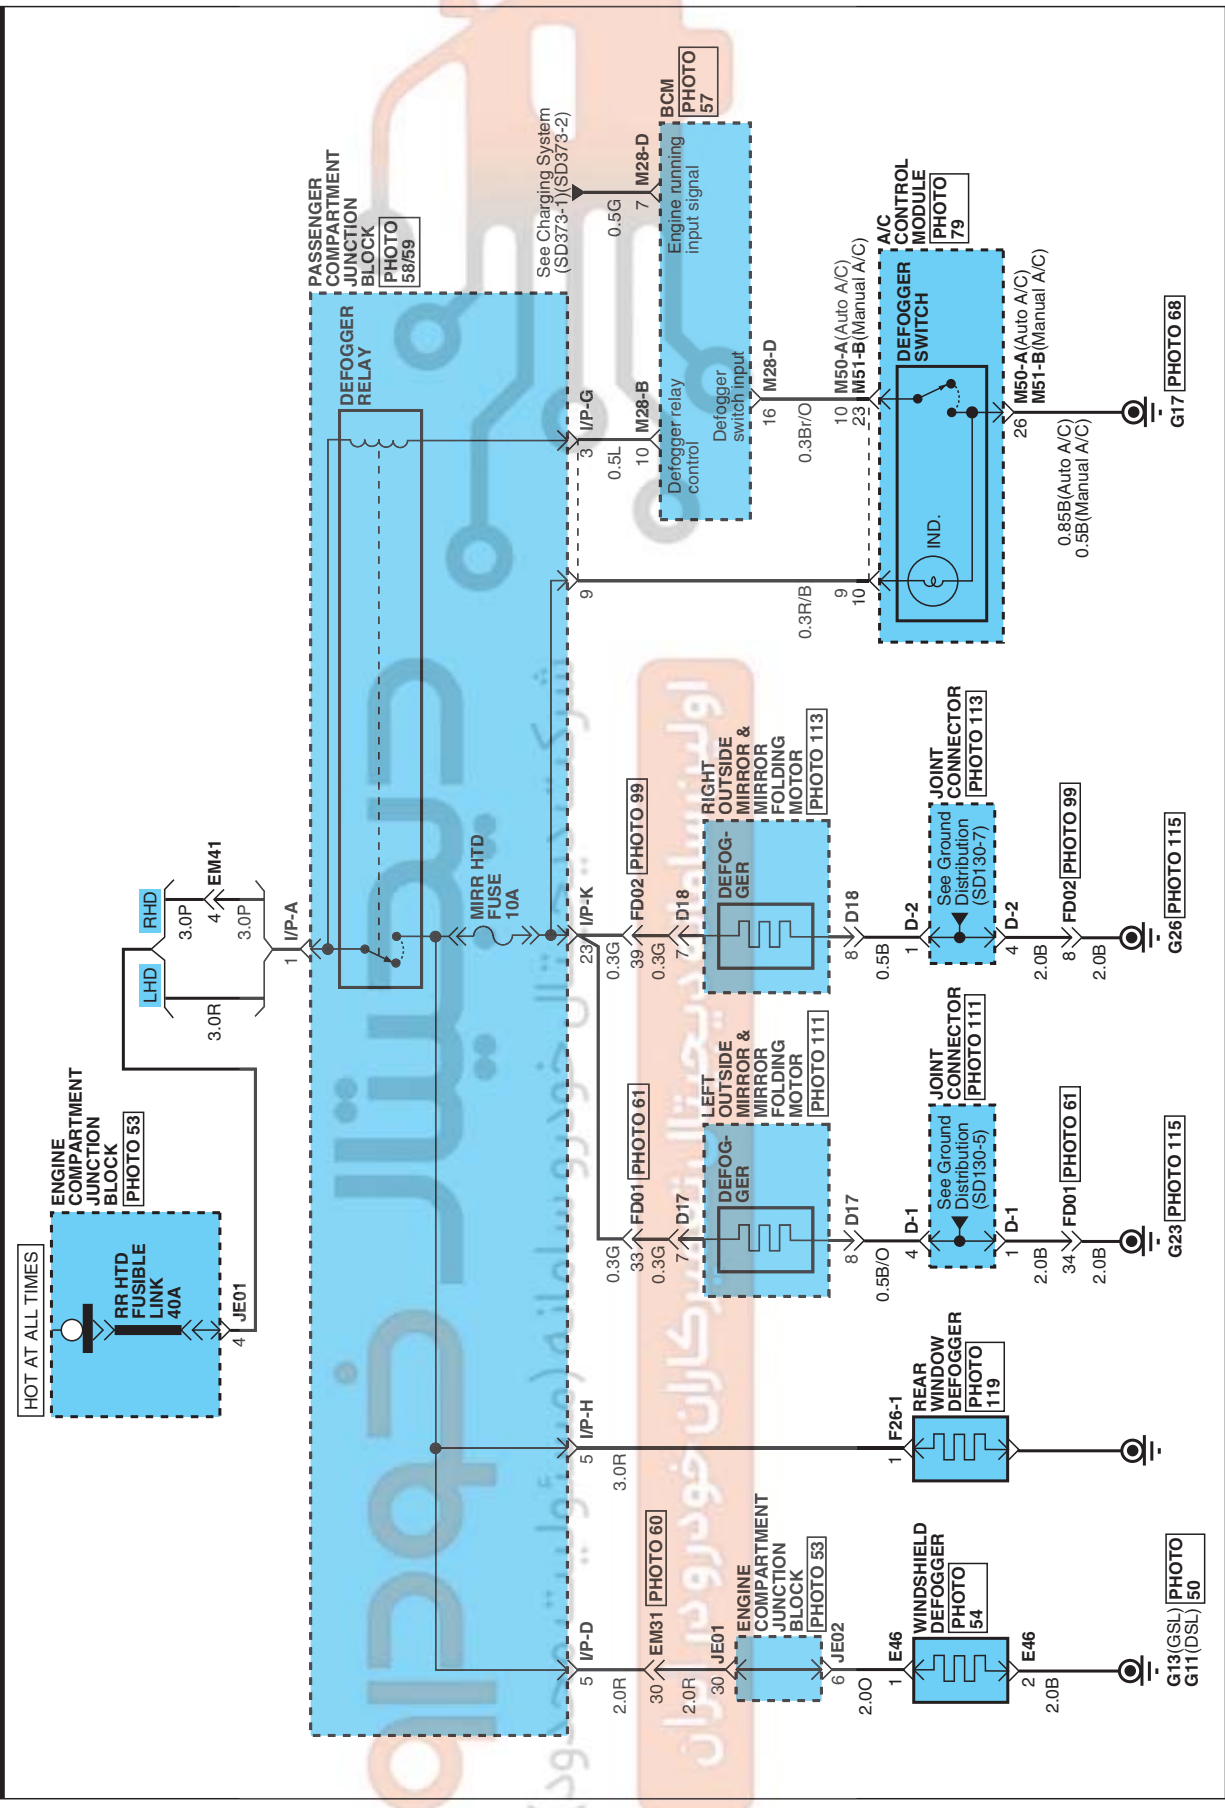 HOT AT ALL TIMES
ENGINE
COMPARTMENT
JUNCTION
BLOCK
PHOTO 53
RR HTD
FUSIBLE
LINK
40A
4
JE01
LHD
RHD
3.0R
3.0P
4
EM41
3.0P
1
I/P-A
PASSENGER
COMPARTMENT
JUNCTION
BLOCK
PHOTO
58/59
DEFOGGER
RELAY
MIRR HTD
FUSE
10A
5
I/P-D
5
I/P-H
23
I/P-K
9
3
I/P-G
See Charging System
(SD373-1)(SD373-2)
2.0R
30
EM31
PHOTO 60
2.0R
30
JE01
ENGINE
COMPARTMENT
JUNCTION
BLOCK
PHOTO 53
6
JE02
2.0O
1
E46
WINDSHIELD
DEFOGGER
PHOTO
54
2
E46
2.0B
G13(GSL)
G11(DSL)
PHOTO
50
3.0R
1
F26-1
REAR
WINDOW
DEFOGGER
PHOTO
119
0.3G
33
FD01
PHOTO 61
0.3G
7
D17
LEFT
OUTSIDE
MIRROR &
MIRROR
FOLDING
MOTOR
PHOTO 111
DEFOG-
GER
8
D17
0.5B/O
4
D-1
JOINT
CONNECTOR
PHOTO 111
See Ground
Distribution
(SD130-5)
1
D-1
2.0B
34
FD01
PHOTO 61
2.0B
G23
PHOTO 115
0.3G
39
FD02
PHOTO 99
0.3G
7
D18
RIGHT
OUTSIDE
MIRROR &
MIRROR
FOLDING
MOTOR
PHOTO 113
DEFOG-
GER
8
D18
0.5B
1
D-2
JOINT
CONNECTOR
PHOTO 113
See Ground
Distribution
(SD130-7)
4
D-2
2.0B
8
FD02
PHOTO 99
2.0B
G26
PHOTO 115
0.5L
10
M28-B
0.5G
7
M28-D
BCM
PHOTO
57
Defogger relay
control
Engine running
input signal
Defogger
switch input
16
M28-D
0.3R/B
0.3Br/O
9
10
10
23
M50-A(Auto A/C)
M51-B(Manual A/C)
A/C
CONTROL
MODULE
PHOTO
79
DEFOGGER
SWITCH
IND.
26
M50-A(Auto A/C)
M51-B(Manual A/C)
0.85B(Auto A/C)
0.5B(Manual A/C)
G17
PHOTO 68
دیجیتال خودرو
اولین سامانه دیجیتال تعمیرکاران خودرو در ایران